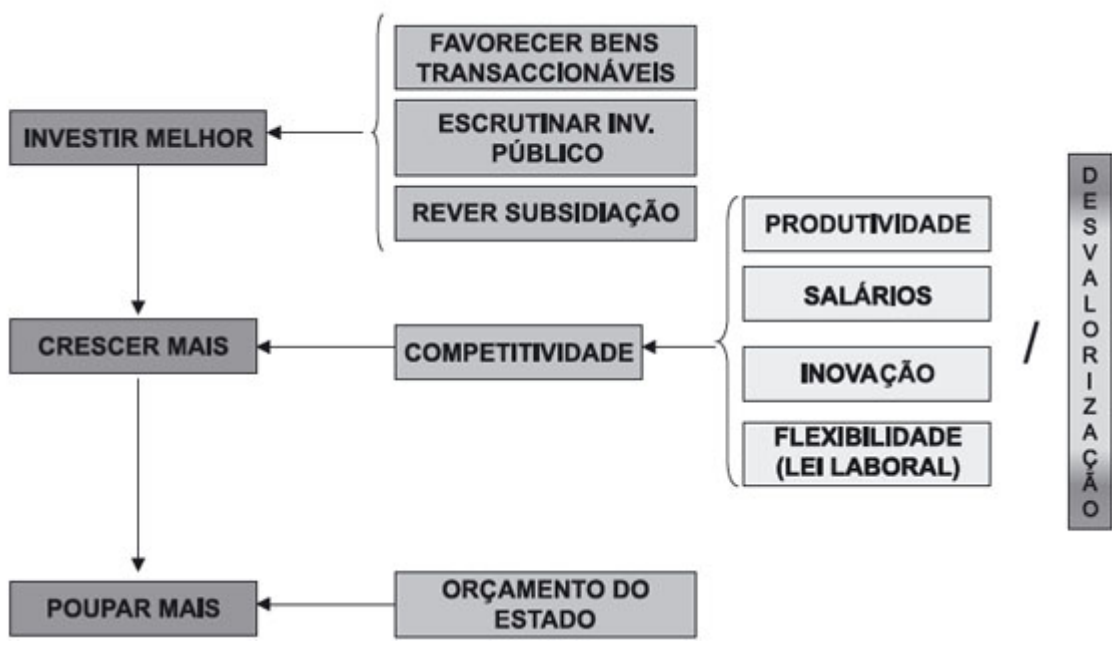 FAVORECER BENS
TRANSACCIONÁVEIS
INVESTIR MELHOR
ESCRUTINAR INV.
PÚBLICO
REVER SUBSIDIAÇÃO
PRODUTIVIDADE
SALÁRIOS
CRESCER MAIS
COMPETITIVIDADE
INOVAÇÃO
FLEXIBILIDADE
(LEI LABORAL)
/
DESVALORIZAÇÃO
POUPAR MAIS
ORÇAMENTO DO
ESTADO